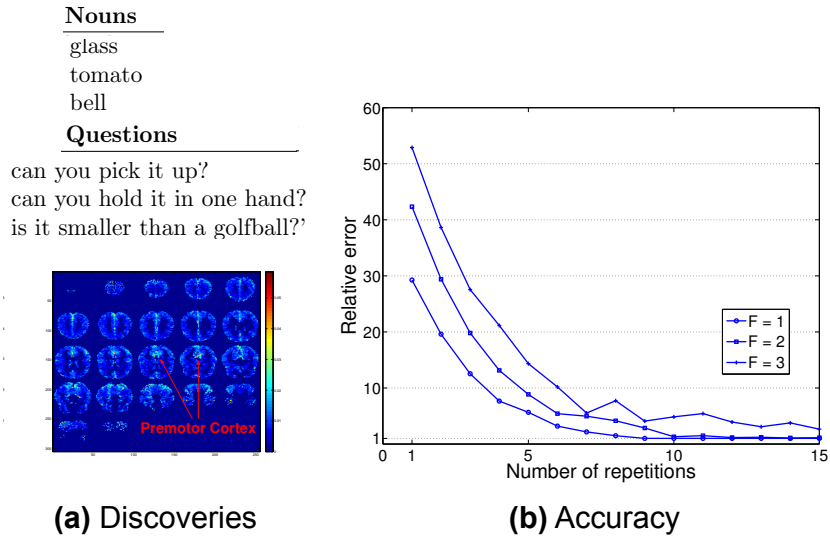 Nouns
glass
tomato
bell
Questions
can you pick it up?
can you hold it in one hand?
is it smaller than a golfball?'
Premotor Cortex
(a) Discoveries
60
50
40
30
20
10
1
0 1 5 10 15
Relative error
Number of repetitions
F = 1
F = 2
F = 3
(b) Accuracy